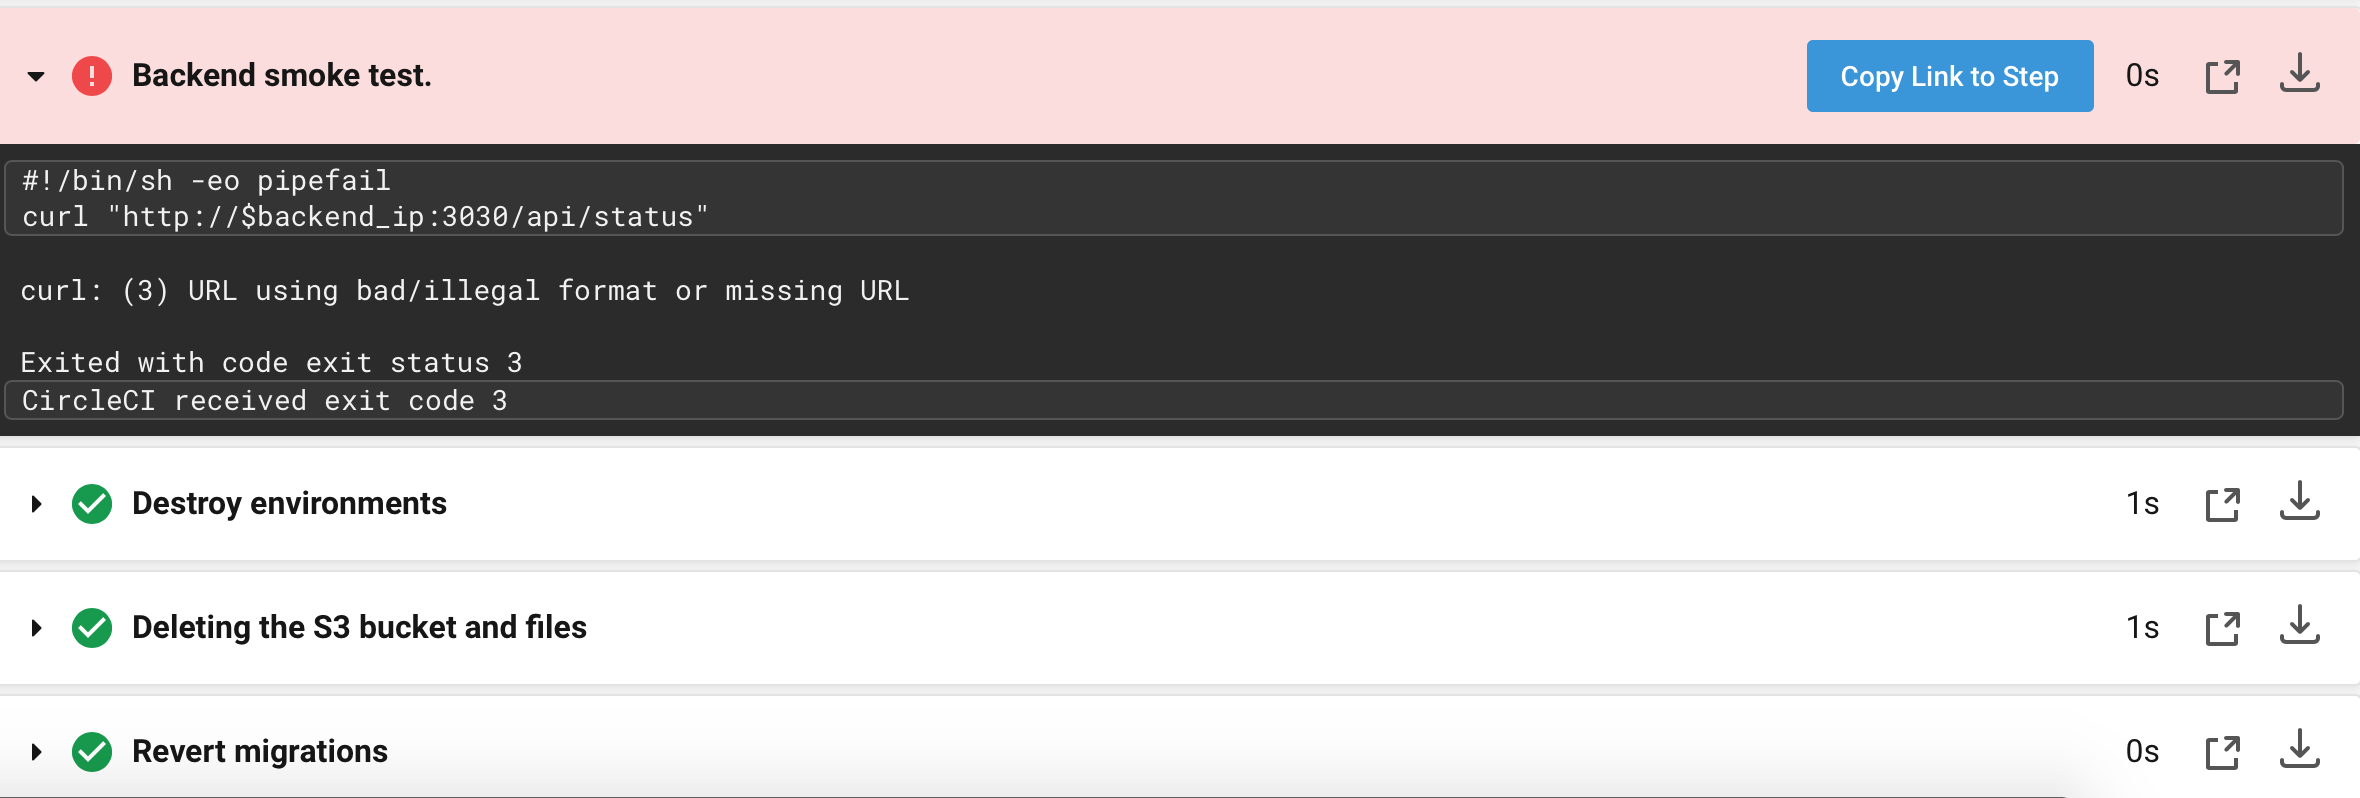 Backend smoke test.
Copy Link to Step
0s
#!/bin/sh -eo pipefail
curl "http://$backend_ip:3030/api/status"
curl: (3) URL using bad/illegal format or missing URL
Exited with code exit status 3
CircleCI received exit code 3
Destroy environments
1s
Deleting the S3 bucket and files
1s
Revert migrations
0s